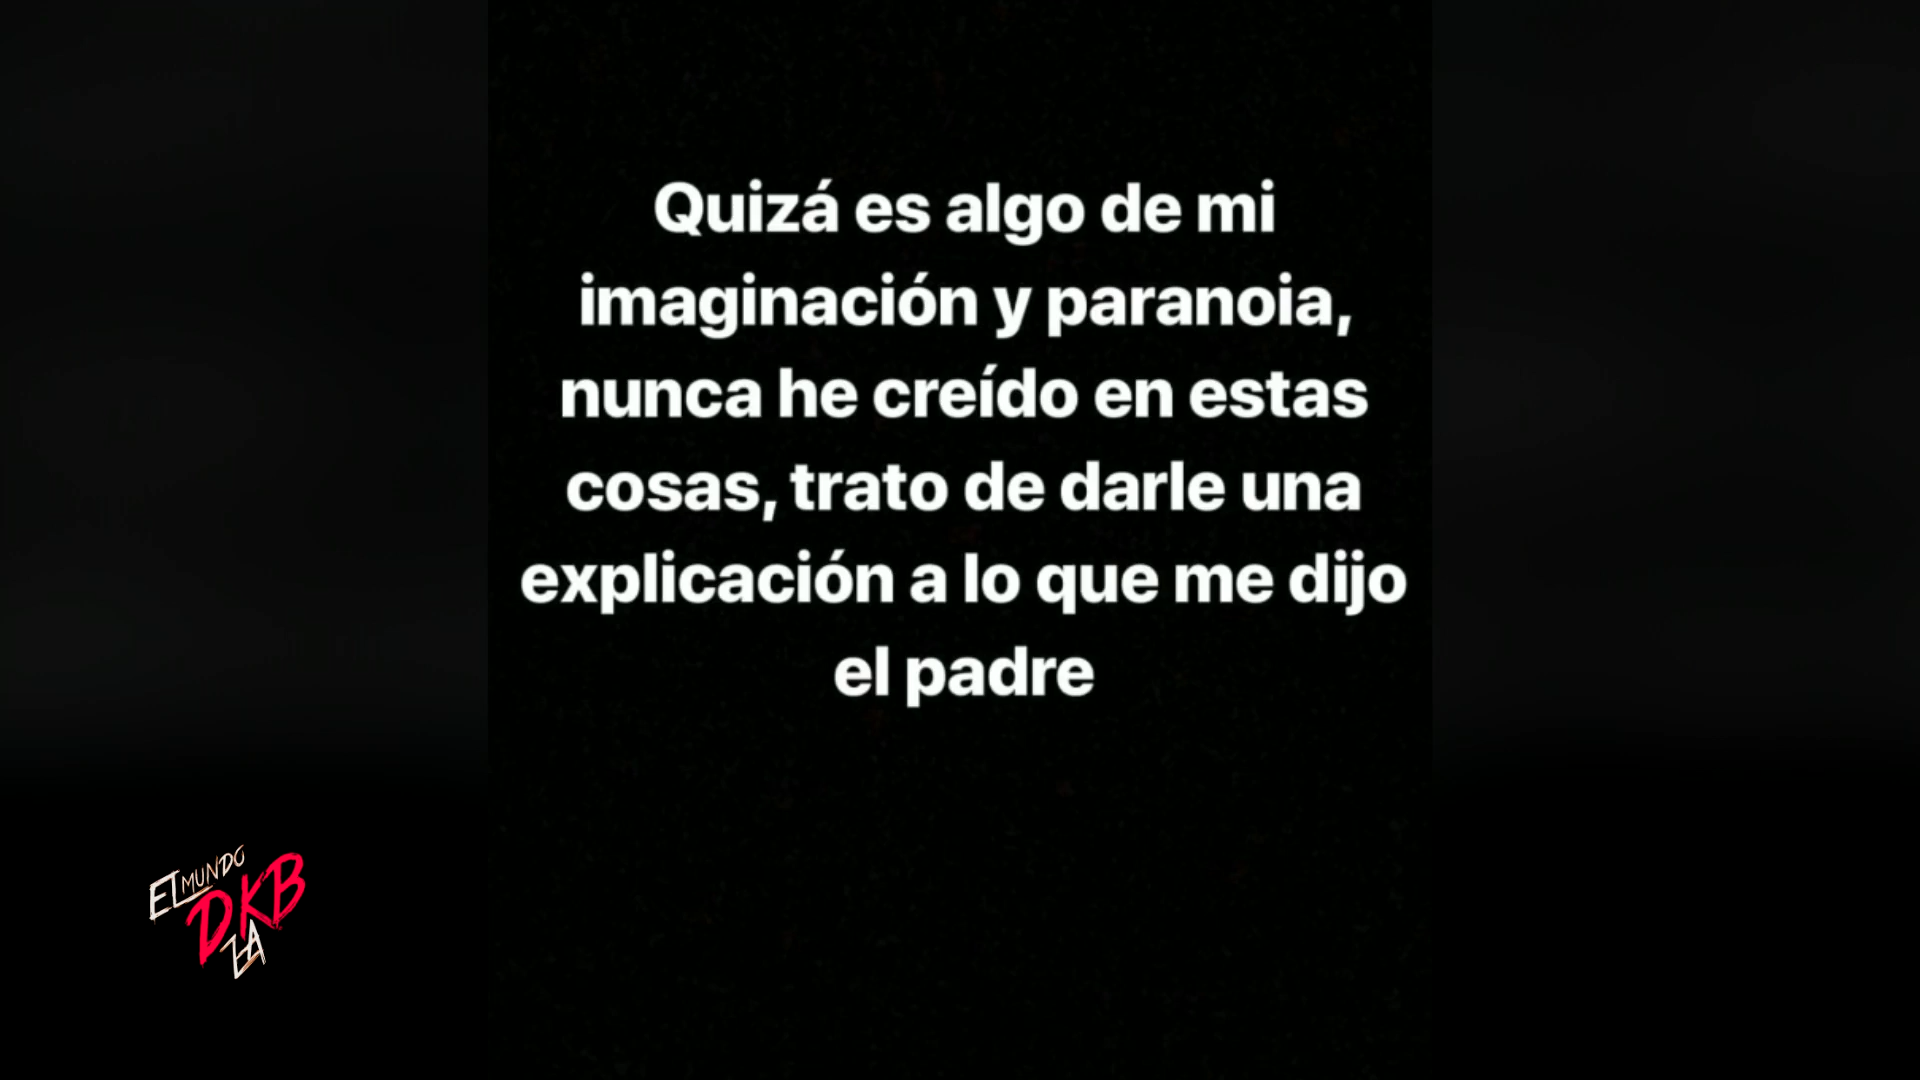 Quizá es algo de mi
imaginación y paranoia,
nunca he creído en estas
cosas, trato de darle una
explicación a lo que me dijo
el padre
EL MUNDO
DKB
ZA